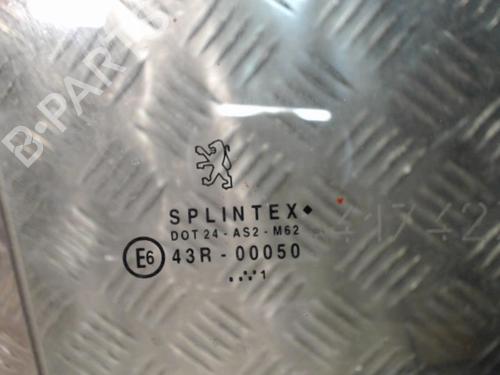 B-PARTS
SPLINTEX
DOT 24 - AS2 - M62
E6 43R - 00050
1